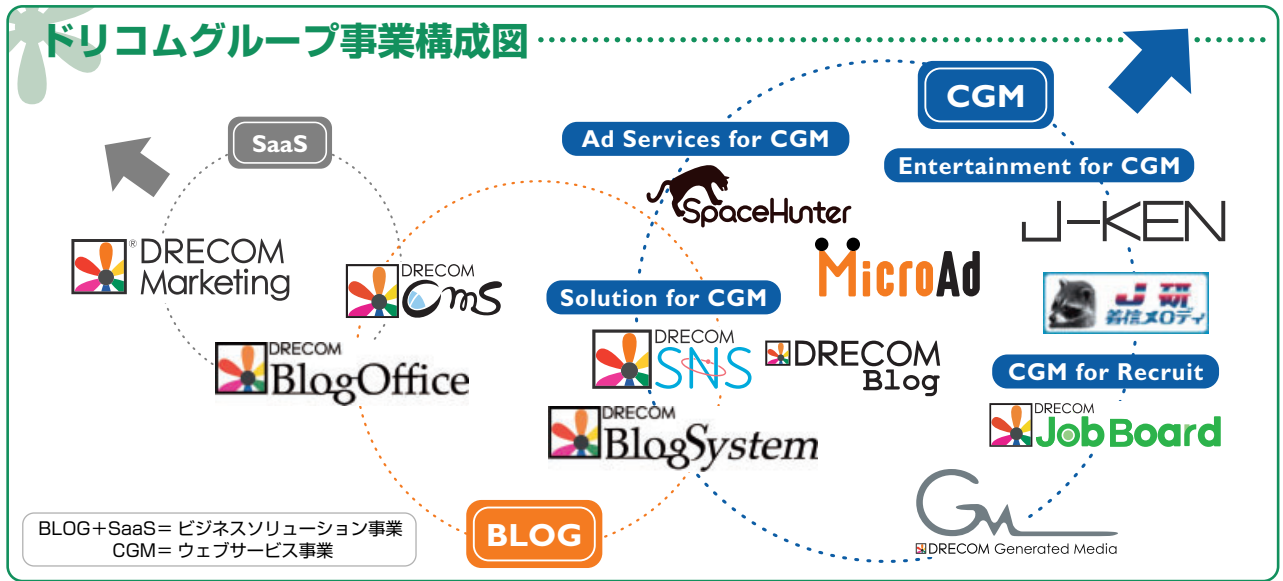 ドリコムグループ事業構成図
CGM
SaaS
Ad Services for CGM
Entertainment for CGM
SpaceHunter
J-KEN
DRECOM
Marketing
®
MicroAd
DRECOM
CMS
Solution for CGM
J研
着信メロディ
DRECOM
SNS
DRECOM
Blog
DRECOM
BlogOffice
CGM for Recruit
DRECOM
JobBoard
DRECOM
BlogSystem
GM
DRECOM Generated Media
BLOG
BLOG+SaaS= ビジネスソリューション事業
CGM= ウェブサービス事業